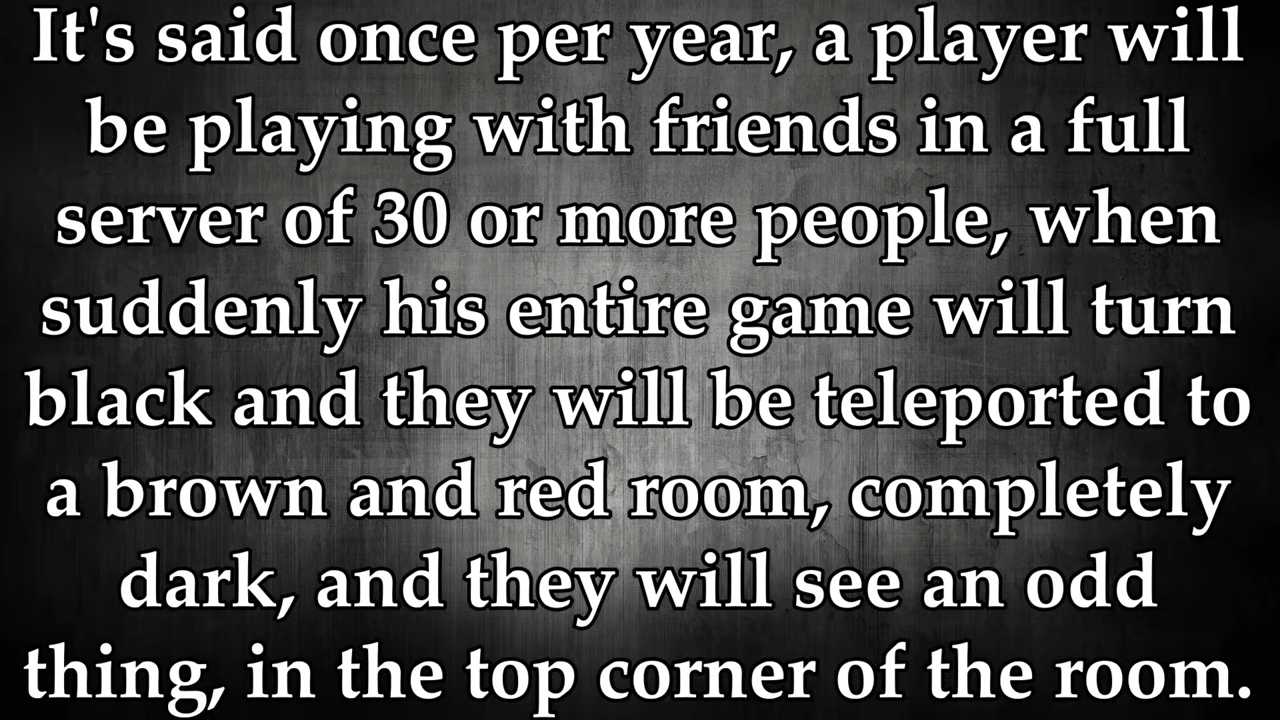 It's said once per year, a player will
be playing with friends in a full
server of 30 or more people, when
suddenly his entire game will turn
black and they will be teleported to
a brown and red room, completely
dark, and they will see an odd
thing, in the top corner of the room.